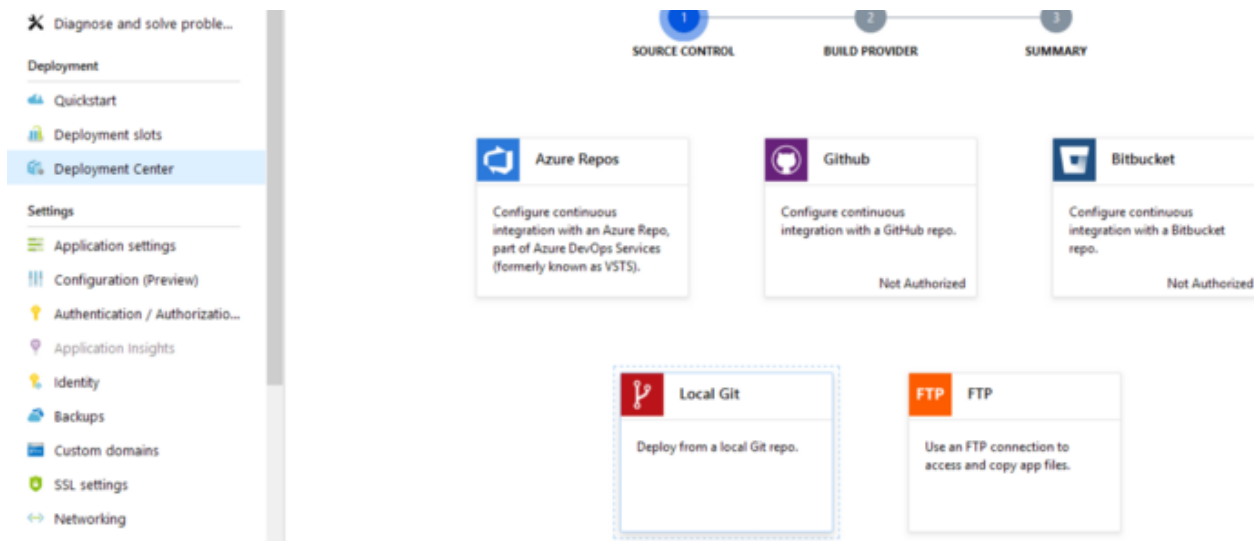 Diagnose and solve proble...
Deployment
Quickstart
Deployment slots
Deployment Center
Settings
Application settings
Configuration (Preview)
Authentication / Authorizatio...
Application Insights
Identity
Backups
Custom domains
SSL settings
Networking
1
2
3
SOURCE CONTROL
BUILD PROVIDER
SUMMARY
Azure Repos
Configure continuous
integration with an Azure Repo,
part of Azure DevOps Services
(formerly known as VSTS).
Github
Configure continuous
integration with a GitHub repo.
Not Authorized
Bitbucket
Configure continuous
integration with a Bitbucket
repo.
Not Authorized
Local Git
Deploy from a local Git repo.
FTP
FTP
Use an FTP connection to
access and copy app files.